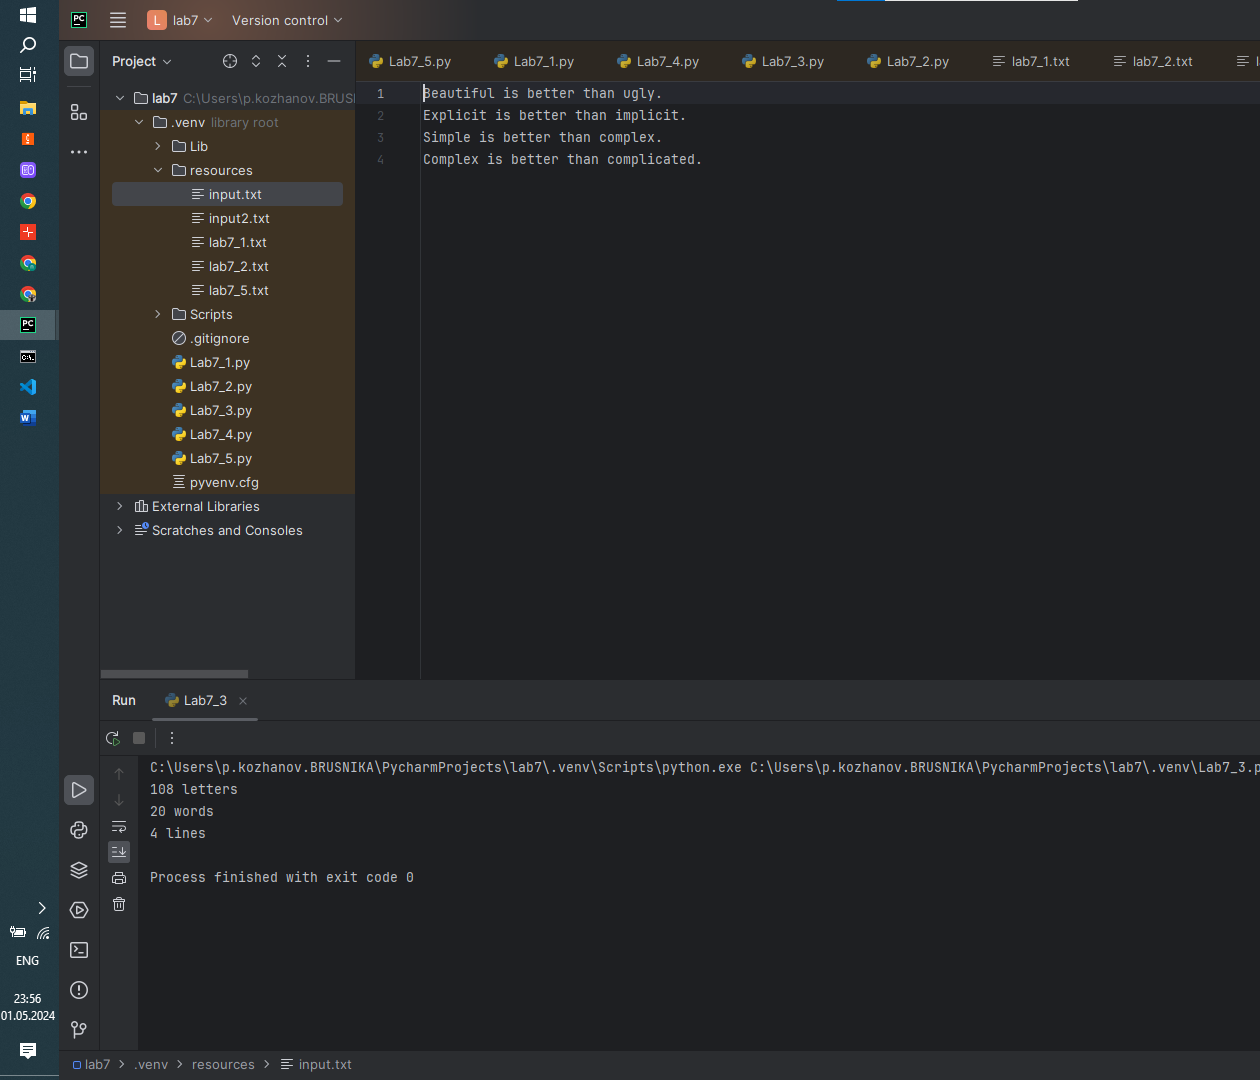 lab7
Version control
Project
Lab7_5.py
Lab7_1.py
Lab7_4.py
Lab7_3.py
Lab7_2.py
lab7_1.txt
lab7_2.txt
lab7 C:\Users\p.kozhanov.BRUSI
.venv library root
Lib
resources
input.txt
input2.txt
lab7_1.txt
lab7_2.txt
lab7_5.txt
Scripts
.gitignore
Lab7_1.py
Lab7_2.py
Lab7_3.py
Lab7_4.py
Lab7_5.py
pyvenv.cfg
External Libraries
Scratches and Consoles
1 Beautiful is better than ugly.
2 Explicit is better than implicit.
3 Simple is better than complex.
4 Complex is better than complicated.
Run
Lab7_3
C:\Users\p.kozhanov.BRUSNIKA\PycharmProjects\lab7\.venv\Scripts\python.exe C:\Users\p.kozhanov.BRUSNIKA\PycharmProjects\lab7\.venv\Lab7_3.p
108 letters
20 words
4 lines
Process finished with exit code 0
ENG
23:56
01.05.2024
lab7 > .venv > resources > input.txt